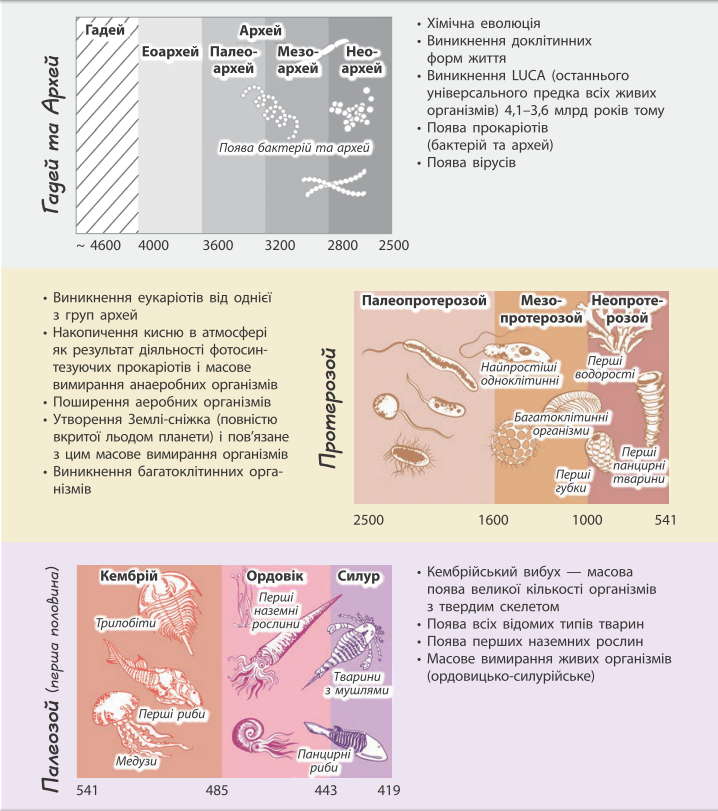 Гадей та Архей
Гадей
Архей
Еоархей
Палео-
архей
Мезо-
архей
Нео-
архей
Поява бактерій та архей
~ 4600 4000 3600 3200 2800 2500
• Хімічна еволюція
• Виникнення доклітинних
форм життя
• Виникнення LUCA (останнього
універсального предка всіх живих
організмів) 4,1–3,6 млрд років тому
• Поява прокаріотів
(бактерій та архей)
• Поява вірусів
• Виникнення еукаріотів від однієї
з груп архей
• Накопичення кисню в атмосфері
як результат діяльності фотосин-
тезуючих прокаріотів і масове
вимирання анаеробних організмів
• Поширення аеробних організмів
• Утворення Землі-сніжка (повністю
вкритої льодом планети) і пов’язане
з цим масове вимирання організмів
• Виникнення багатоклітинних орга-
нізмів
Протерозой
Палеопротерозой
Мезо-
протерозой
Неопроте-
розой
Найпростіші
одноклітинні
Перші
водорості
Багатоклітинні
організми
Перші
губки
Перші
панцирні
тварини
2500 1600 1000 541
Палеозой (перша половина)
Кембрій
Ордовік
Силур
Трилобіти
Перші
наземні
рослини
Тварини
з мушлями
Перші риби
Медузи
Панцирні
риби
541 485 443 419
• Кембрійський вибух — масова
поява великої кількості організмів
з твердим скелетом
• Поява всіх відомих типів тварин
• Поява перших наземних рослин
• Масове вимирання живих організмів
(ордовицько-силурійське)